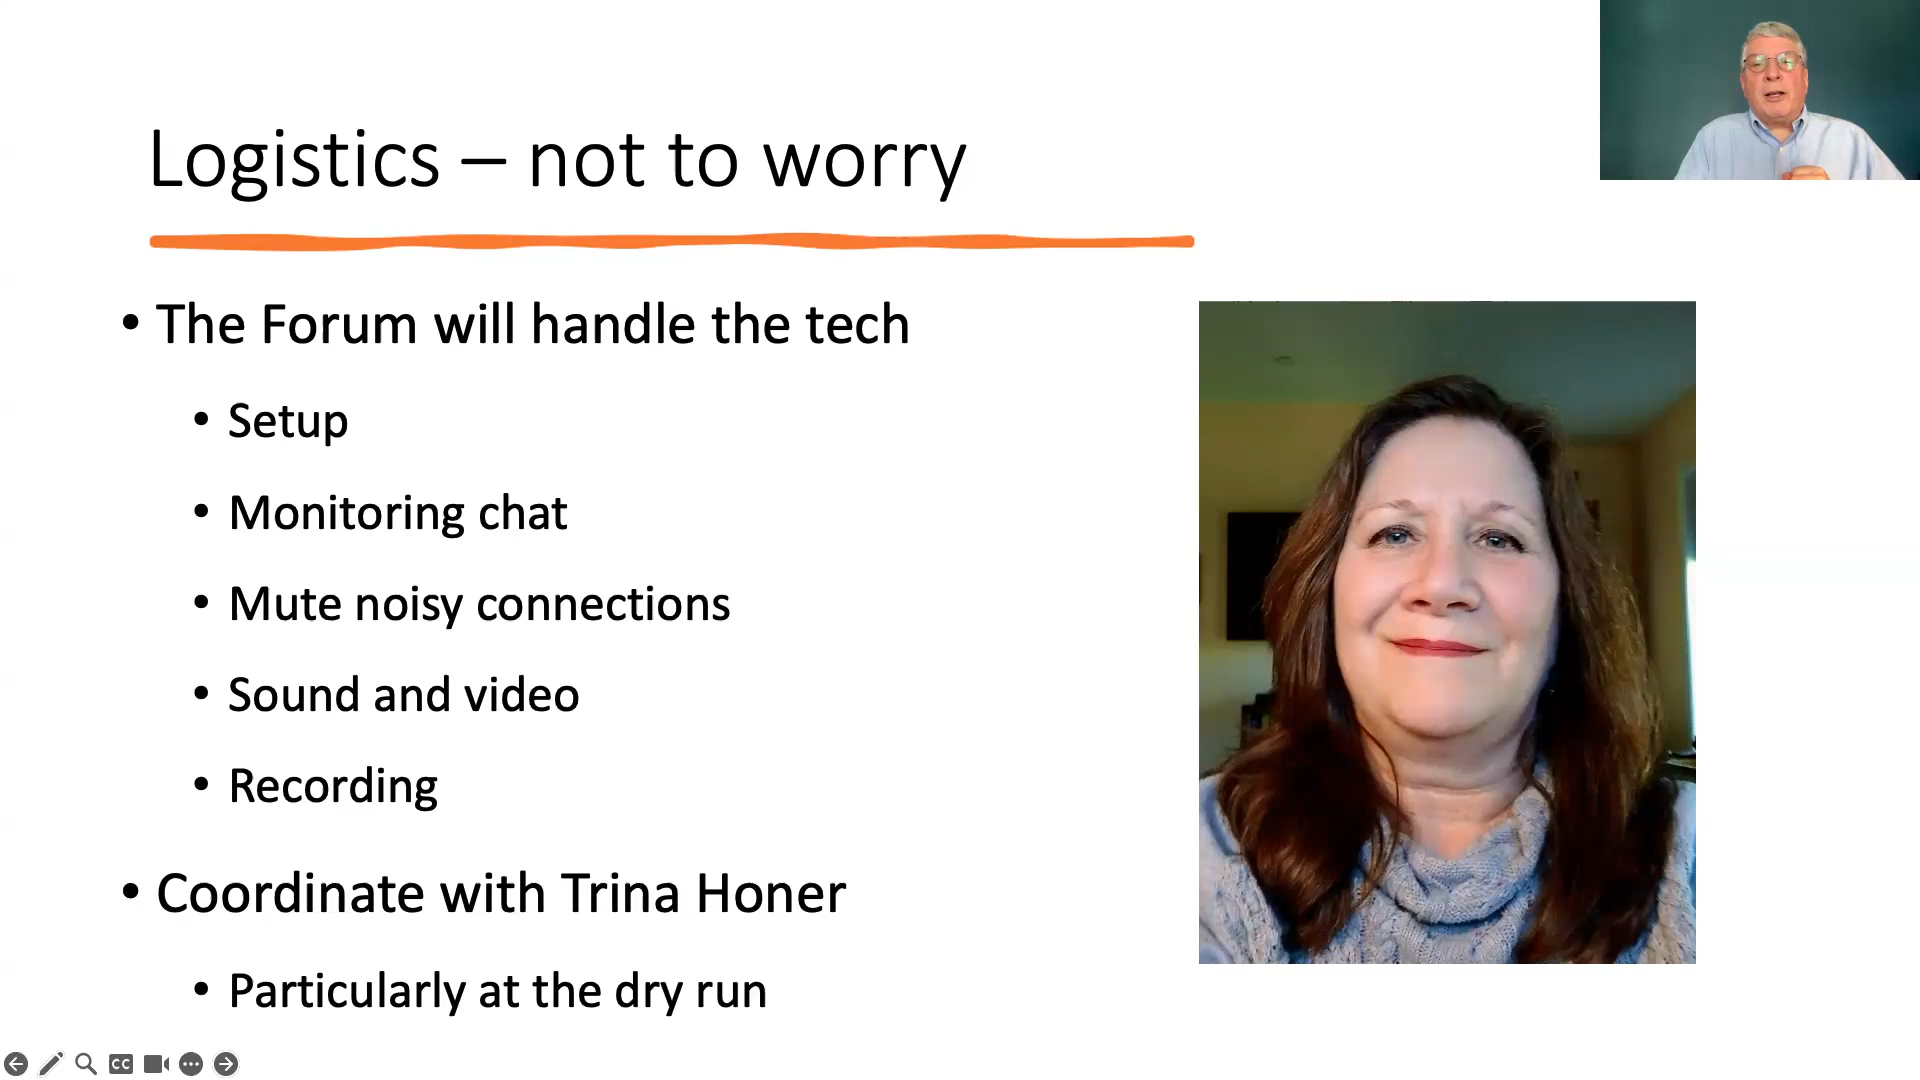 Logistics – not to worry
• The Forum will handle the tech
• Setup
• Monitoring chat
• Mute noisy connections
• Sound and video
• Recording
• Coordinate with Trina Honer
• Particularly at the dry run
CC